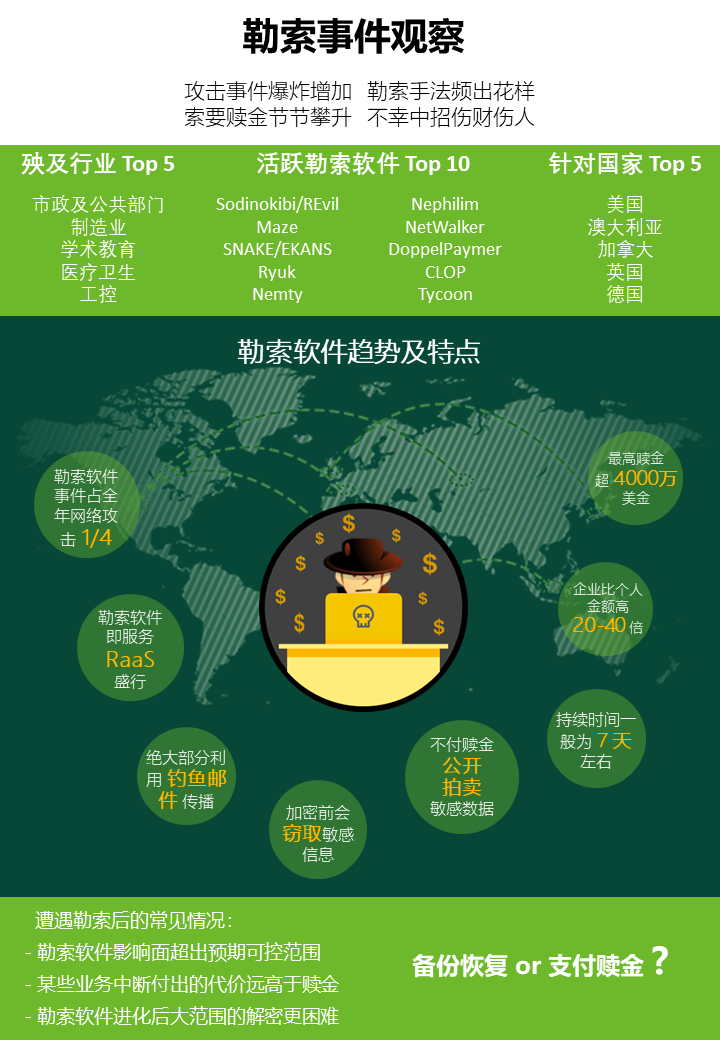 勒索事件观察
攻击事件爆炸增加 勒索手法频出花样
索要赎金节节攀升 不幸中招伤财伤人
殃及行业 Top 5
市政及公共部门
制造业
学术教育
医疗卫生
工控
活跃勒索软件 Top 10
Sodinokibi/REvil
Maze
SNAKE/EKANS
Ryuk
Nemty
Nephilim
NetWalker
DoppelPaymer
CLOP
Tycoon
针对国家 Top 5
美国
澳大利亚
加拿大
英国
德国
勒索软件趋势及特点
勒索软件
事件占全
年网络攻
击 1/4
勒索软件
即服务
RaaS
盛行
绝大部分利
用 钓鱼邮
件 传播
加密前会
窃取敏感
信息
不付赎金
公开
拍卖
敏感数据
持续时间一
般为 7 天
左右
企业比个人
金额高
20-40 倍
最高赎金
超 4000万
美金
遭遇勒索后的常见情况：
- 勒索软件影响面超出预期可控范围
- 某些业务中断付出的代价远高于赎金
- 勒索软件进化后大范围的解密更困难
备份恢复 or 支付赎金？